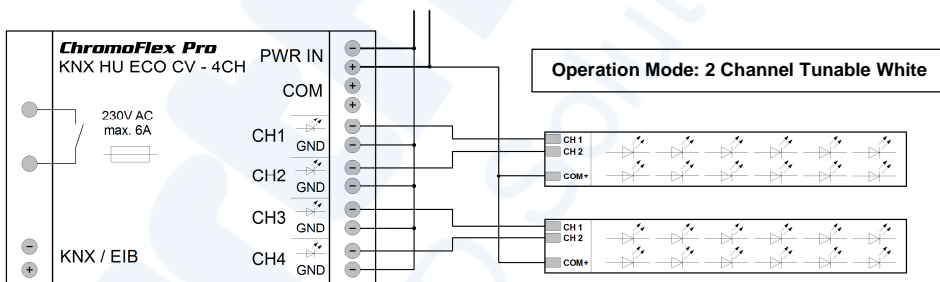 ChromoFlex Pro
KNX HU ECO CV - 4CH
PWR IN
COM
230V AC
max. 6A
CH1
GND
CH2
GND
CH3
GND
CH4
GND
KNX / EIB
Operation Mode: 2 Channel Tunable White
CH 1
CH 2
COM+
CH 1
CH 2
COM+